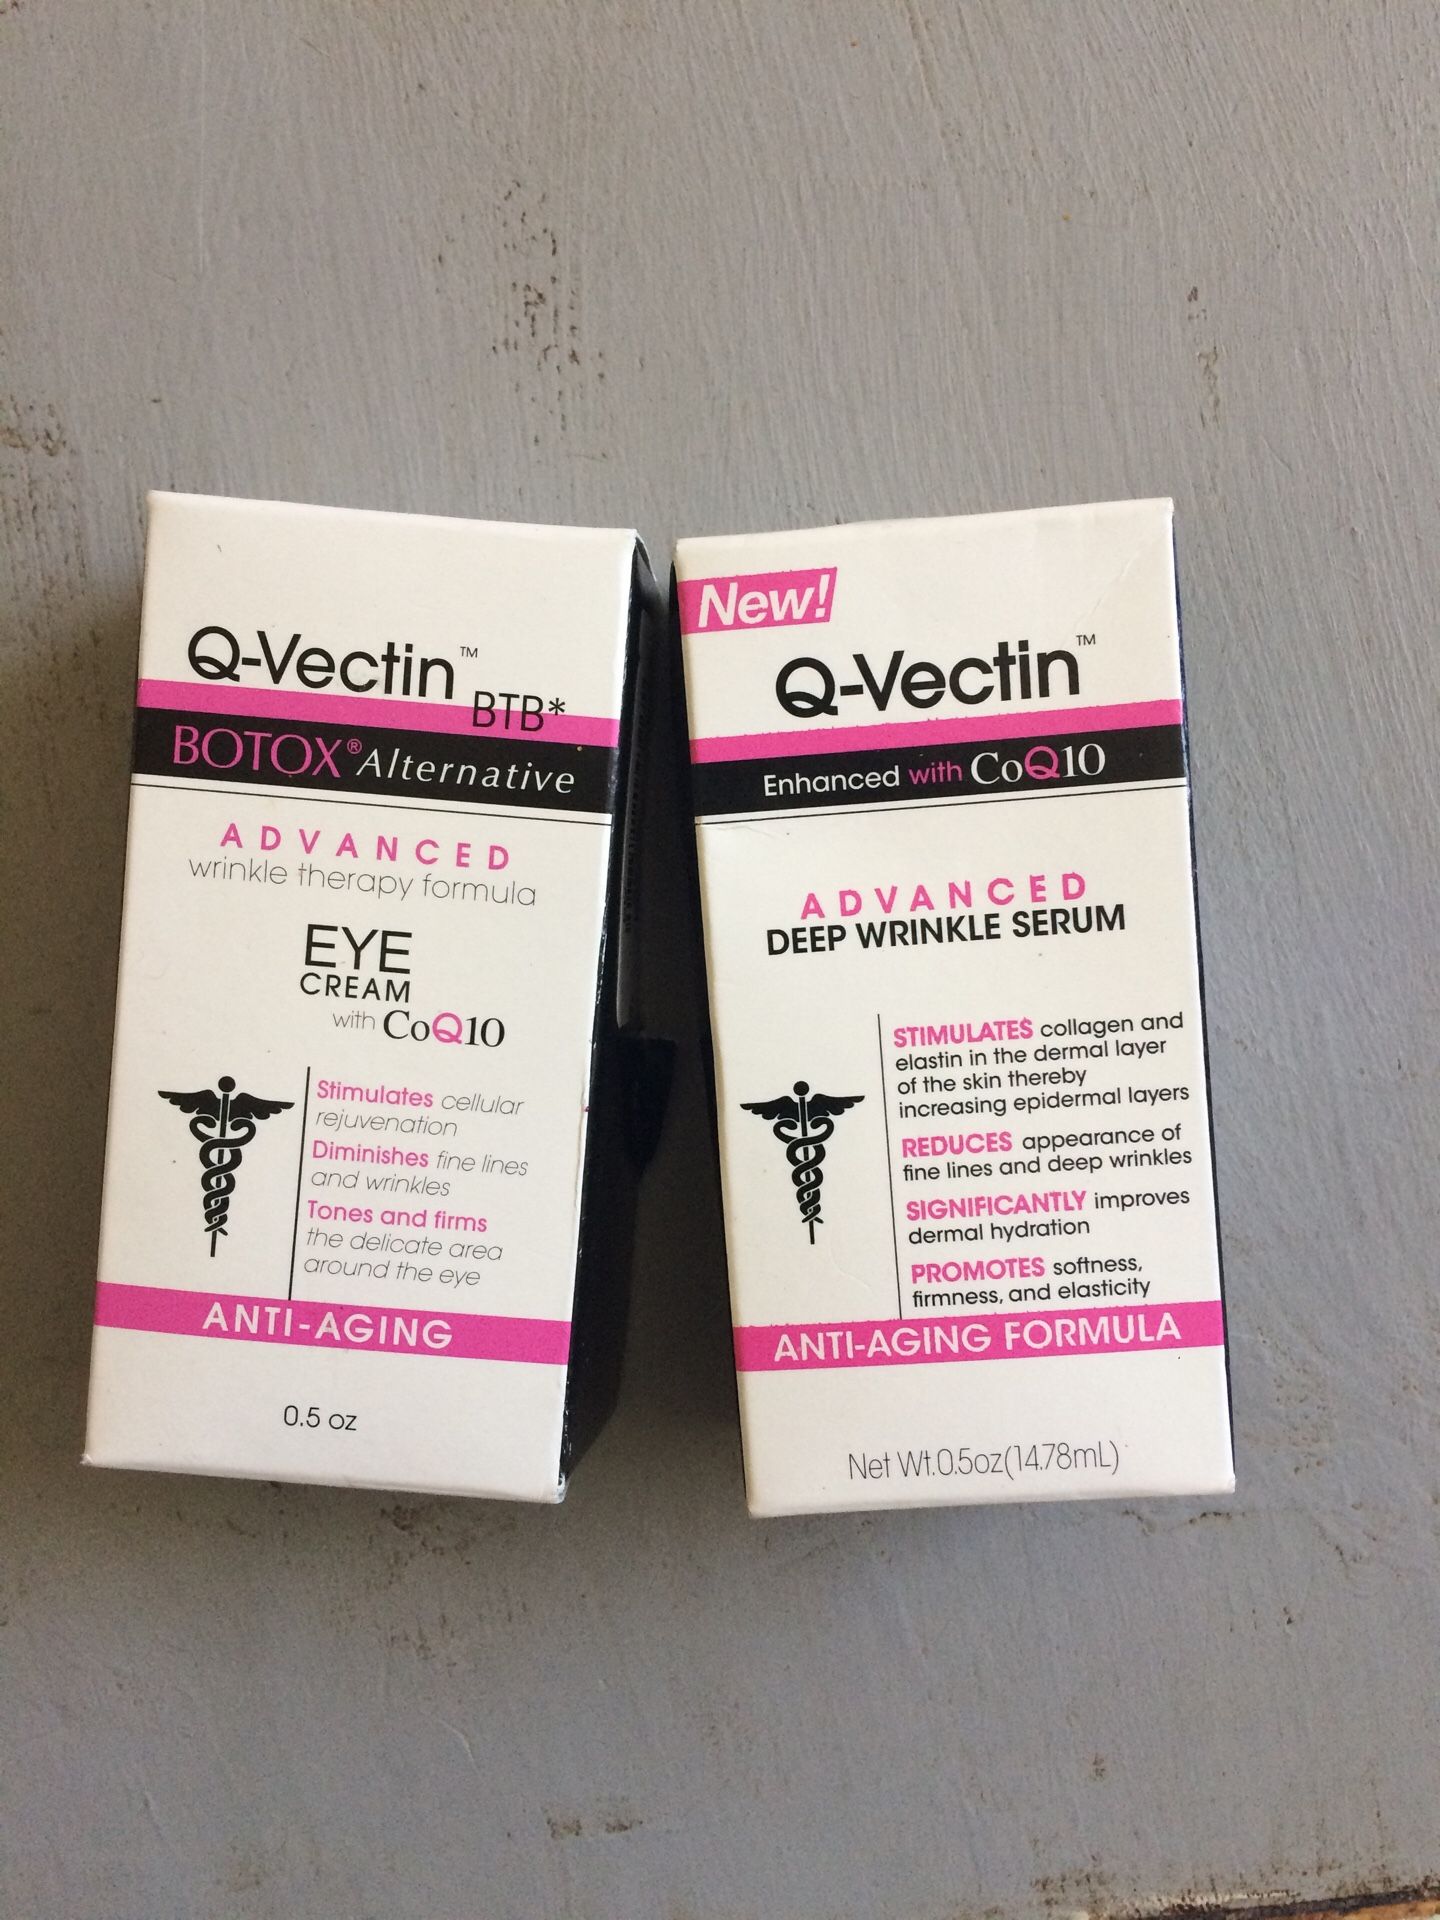 Q-Vectin™
BTB*
BOTOX® Alternative
ADVANCED
wrinkle therapy formula
EYE
CREAM
with CoQ10
Stimulates cellular
rejuvenation
Diminishes fine lines
and wrinkles
Tones and firms
the delicate area
around the eye
ANTI-AGING
0.5 oz
New!
Q-Vectin™
Enhanced with CoQ10
ADVANCED
DEEP WRINKLE SERUM
STIMULATES collagen and
elastin in the dermal layer
of the skin thereby
increasing epidermal layers
REDUCES appearance of
fine lines and deep wrinkles
SIGNIFICANTLY improves
dermal hydration
PROMOTES softness,
firmness, and elasticity
ANTI-AGING FORMULA
Net Wt.0.5oz(14.78mL)